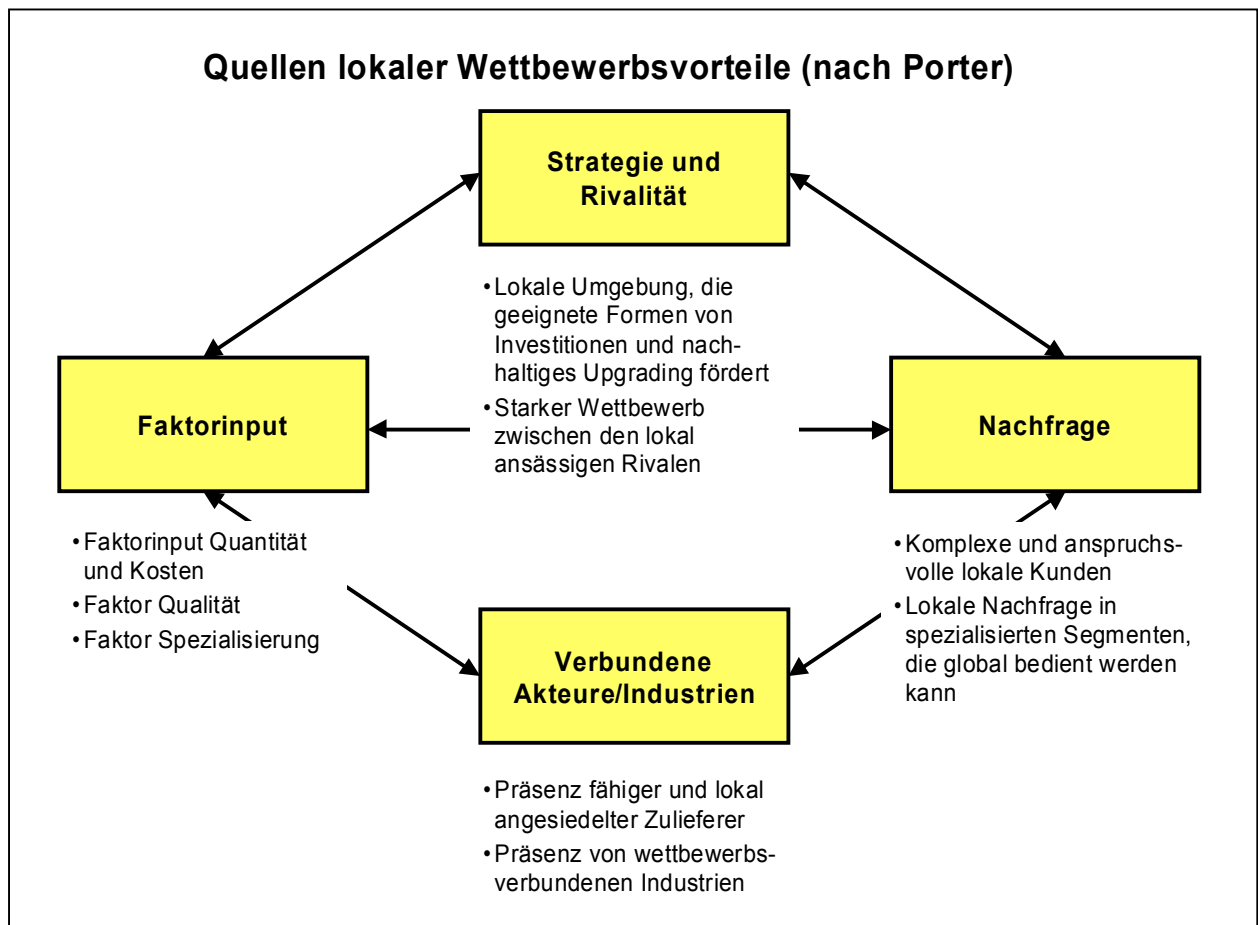 Quellen lokaler Wettbewerbsvorteile (nach Porter)
Strategie und
Rivalität
•Lokale Umgebung, die
geeignete Formen von
Investitionen und nach-
haltiges Upgrading fördert
•Starker Wettbewerb
zwischen den lokal
ansässigen Rivalen
Faktorinput
•Faktorinput Quantität
und Kosten
•Faktor Qualität
•Faktor Spezialisierung
Nachfrage
•Komplexe und anspruchs-
volle lokale Kunden
•Lokale Nachfrage in
spezialisierten Segmenten,
die global bedient werden
kann
Verbundene
Akteure/Industrien
•Präsenz fähiger und lokal
angesiedelter Zulieferer
•Präsenz von wettbewerbs-
verbundenen Industrien